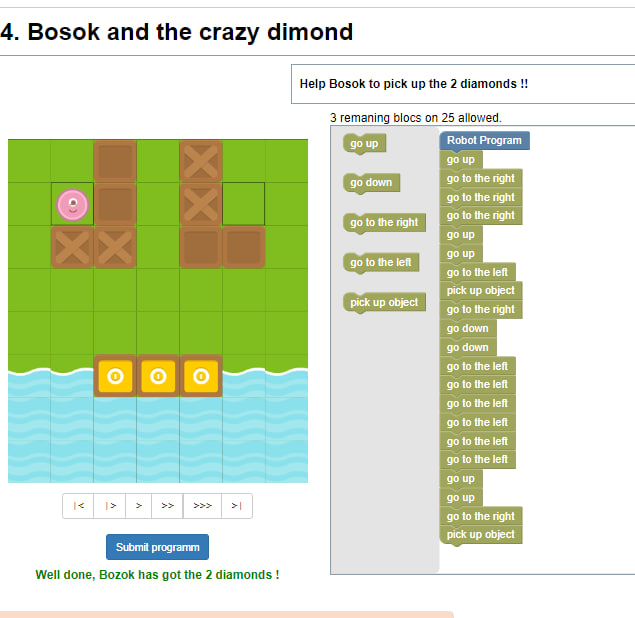 4. Bosok and the crazy dimond
Help Bosok to pick up the 2 diamonds !!
3 remaning blocs on 25 allowed.
go up
go down
go to the right
go to the left
pick up object
Robot Program
go up
go to the right
go to the right
go to the right
go up
go up
go to the left
pick up object
go to the right
go down
go down
go to the left
go to the left
go to the left
go to the left
go to the left
go to the left
go up
go up
go to the right
pick up object
|< |> > >> >>> >|
Submit programm
Well done, Bozok has got the 2 diamonds !